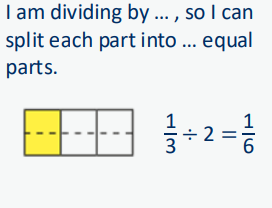 I am dividing by ... , so I can
split each part into ... equal
parts.
1/3 ÷ 2 = 1/6